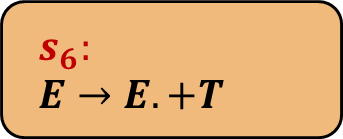 s₆:
E → E. +T